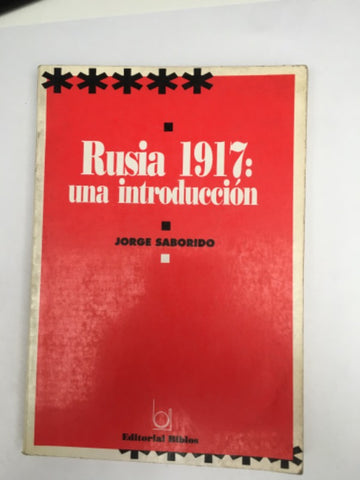 Rusia 1917:
una introducción
JORGE SABORIDO
Editorial Biblos